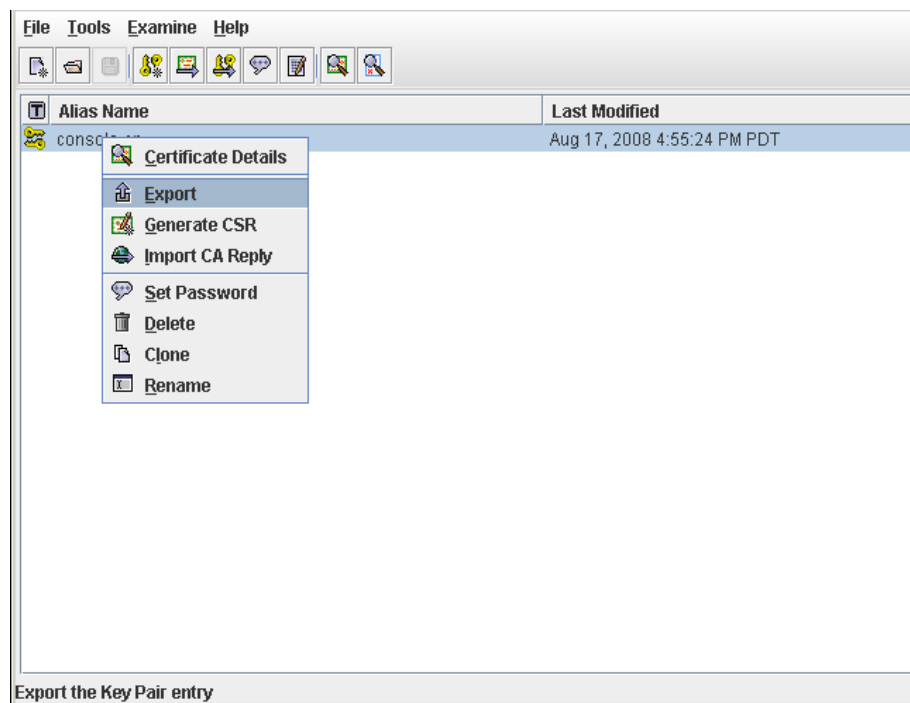 File Tools Examine Help
T Alias Name Last Modified
Aug 17, 2008 4:55:24 PM PDT
Certificate Details
Export
Generate CSR
Import CA Reply
Set Password
Delete
Clone
Rename
Export the Key Pair entry